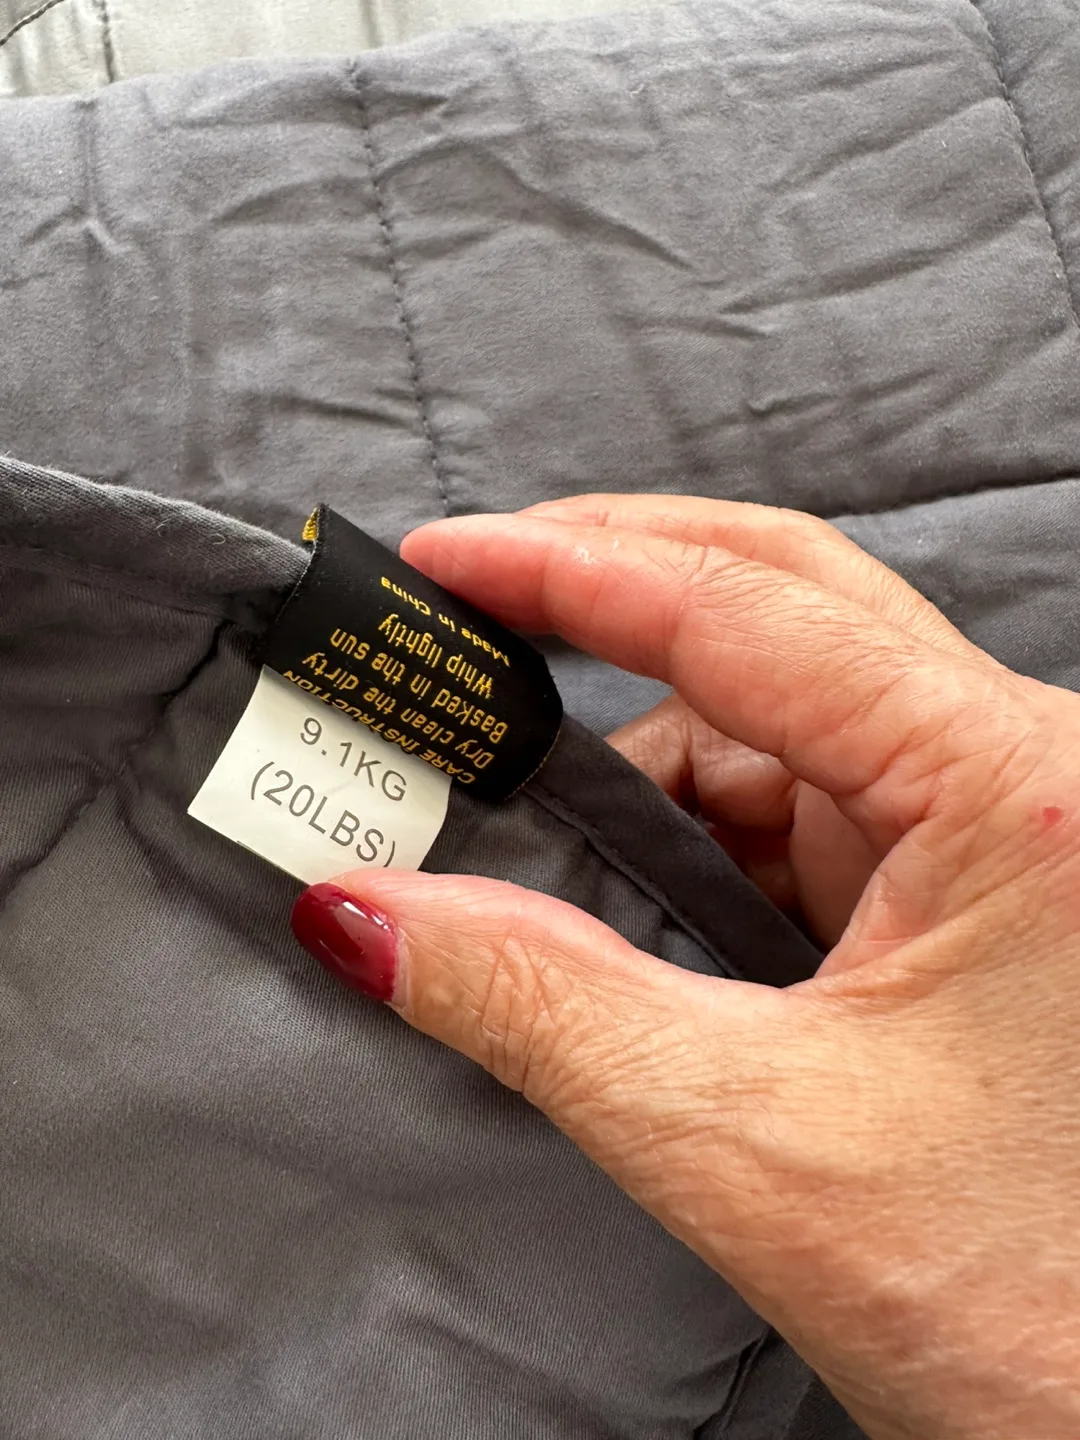 CARE INSTRUCTION
Dry clean the dirty
Basked in the sun
Whip lightly
Made in China
9.1KG
(20LBS)